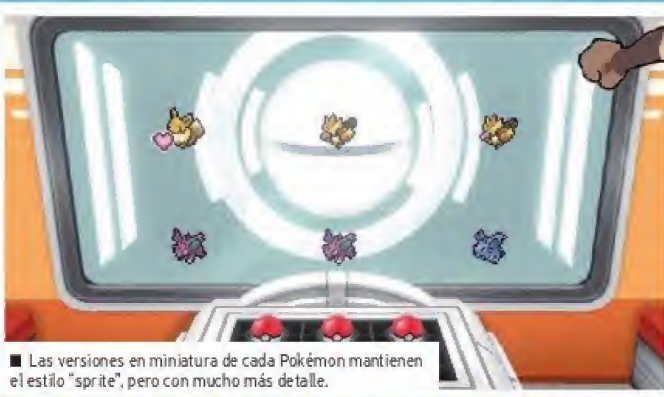 ■ Las versiones en miniatura de cada Pokémon mantienen
el estilo "sprite", pero con mucho más detalle.